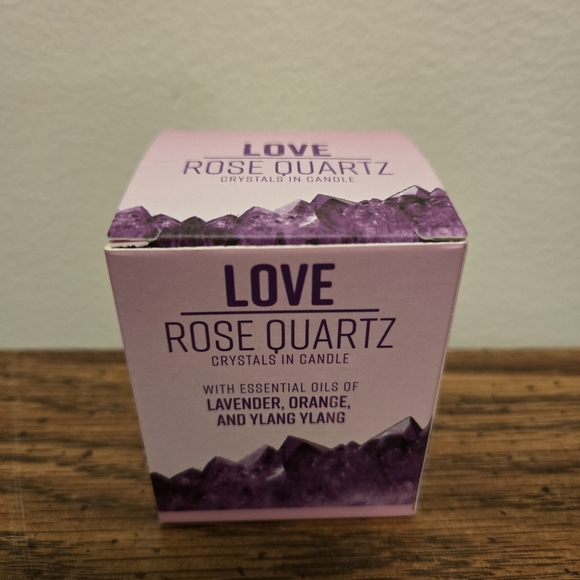 LOVE
ROSE QUARTZ
CRYSTALS IN CANDLE
LOVE
ROSE QUARTZ
CRYSTALS IN CANDLE
WITH ESSENTIAL OILS OF
LAVENDER, ORANGE,
AND YLANG YLANG